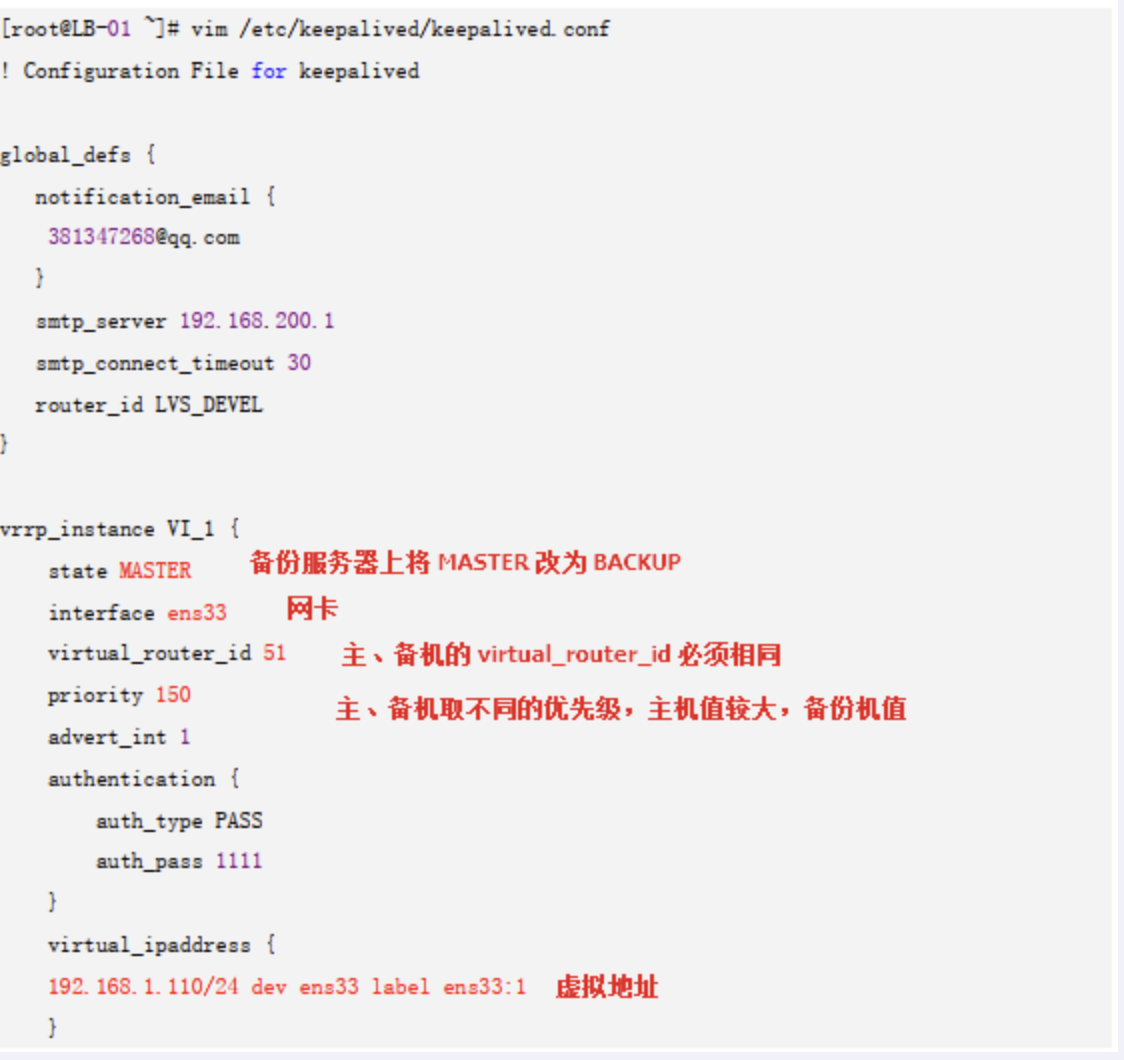 [root@LB-01 ~]# vim /etc/keepalived/keepalived.conf
! Configuration File for keepalived
global_defs {
notification_email {
381347268@qq.com
}
smtp_server 192.168.200.1
smtp_connect_timeout 30
router_id LVS_DEVEL
}
vrrp_instance VI_1 {
state MASTER 备份服务器上将 MASTER 改为 BACKUP
interface ens33 网卡
virtual_router_id 51 主、备机的 virtual_router_id 必须相同
priority 150 主、备机取不同的优先级，主机值较大，备份机值
advert_int 1
authentication {
auth_type PASS
auth_pass 1111
}
virtual_ipaddress {
192.168.1.110/24 dev ens33 label ens33:1 虚拟地址
}